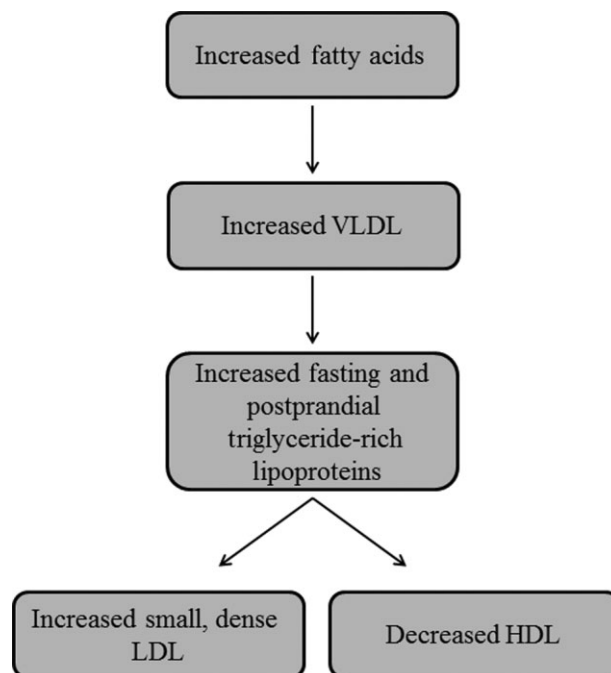 Increased fatty acids
Increased VLDL
Increased fasting and
postprandial
triglyceride-rich
lipoproteins
Increased small, dense
LDL
Decreased HDL